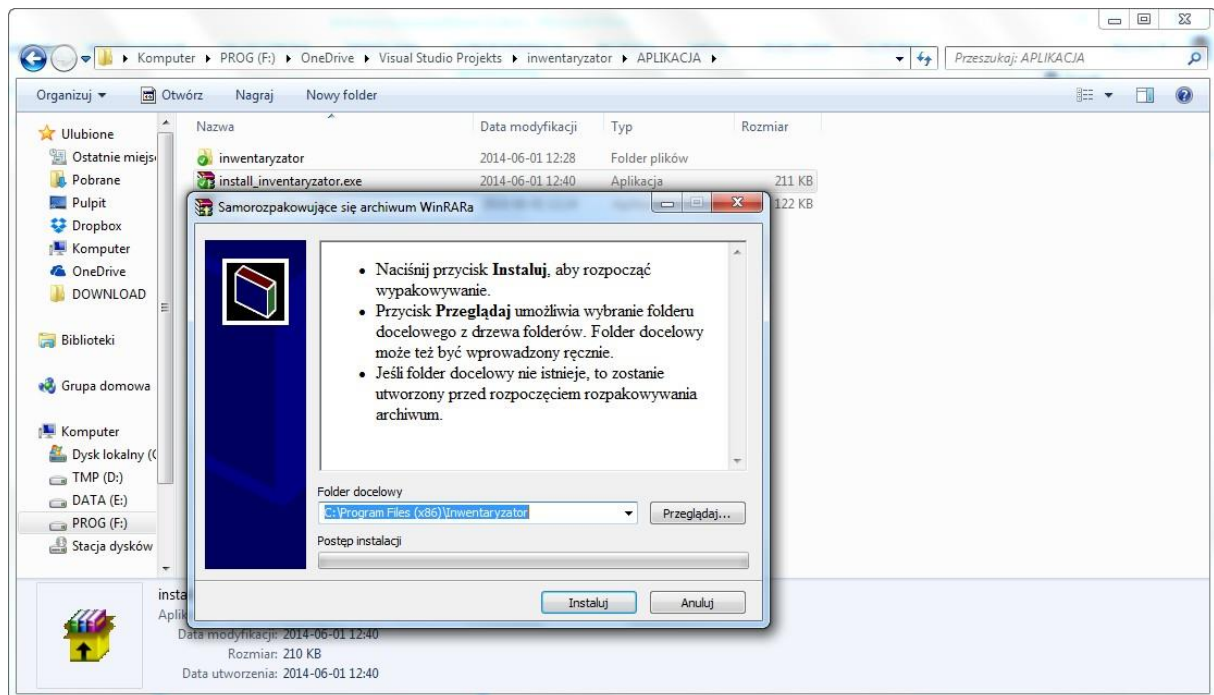 Komputer ▸ PROG (F:) ▸ OneDrive ▸ Visual Studio Projekts ▸ inwentaryzator ▸ APLIKACJA ▸
Przeszukaj: APLIKACJA
Organizuj Otwórz Nagraj Nowy folder
Nazwa Data modyfikacji Typ Rozmiar
inwentaryzator 2014-06-01 12:28 Folder plików
install_inwentaryzator.exe 2014-06-01 12:40 Aplikacja 211 KB
122 KB
Ulubione
Ostatnie miejs
Pobrane
Pulpit
Dropbox
Komputer
OneDrive
DOWNLOAD
Biblioteki
Grupa domowa
Komputer
Dysk lokalny (C
TMP (D:)
DATA (E:)
PROG (F:)
Stacja dysków
Samorozpakowujące się archiwum WinRARa
• Naciśnij przycisk Instaluj, aby rozpocząć
wypakowywanie.
• Przycisk Przeglądaj umożliwia wybranie folderu
docelowego z drzewa folderów. Folder docelowy
może też być wprowadzony ręcznie.
• Jeśli folder docelowy nie istnieje, to zostanie
utworzony przed rozpoczęciem rozpakowywania
archiwum.
Folder docelowy
C:\Program Files (x86)\Inwentaryzator
Przeglądaj...
Postęp instalacji
Instaluj Anuluj
insta
Aplik
Data modyfikacji: 2014-06-01 12:40
Rozmiar: 210 KB
Data utworzenia: 2014-06-01 12:40